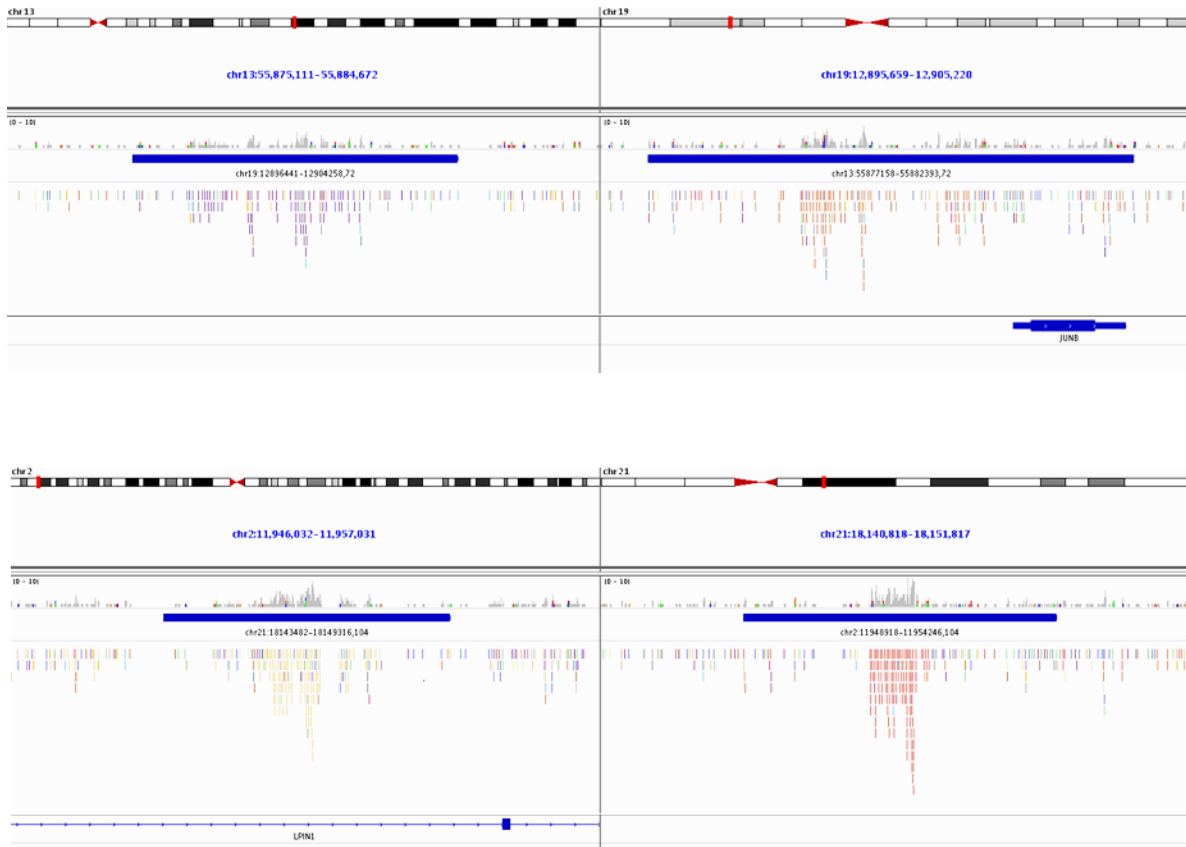 chr13
chr19
chr13:55,875,111-55,884,672
chr19:12,895,659-12,905,220
[0 - 10]
[0 - 10]
chr19:12896441-12904258,72
chr13:55877158-55882393,72
JUNB
chr2
chr21
chr2:11,946,032-11,957,031
chr21:18,140,818-18,151,817
[0 - 10]
[0 - 10]
chr21:18143482-18149316,104
chr2:11948918-11954246,104
LPIN1